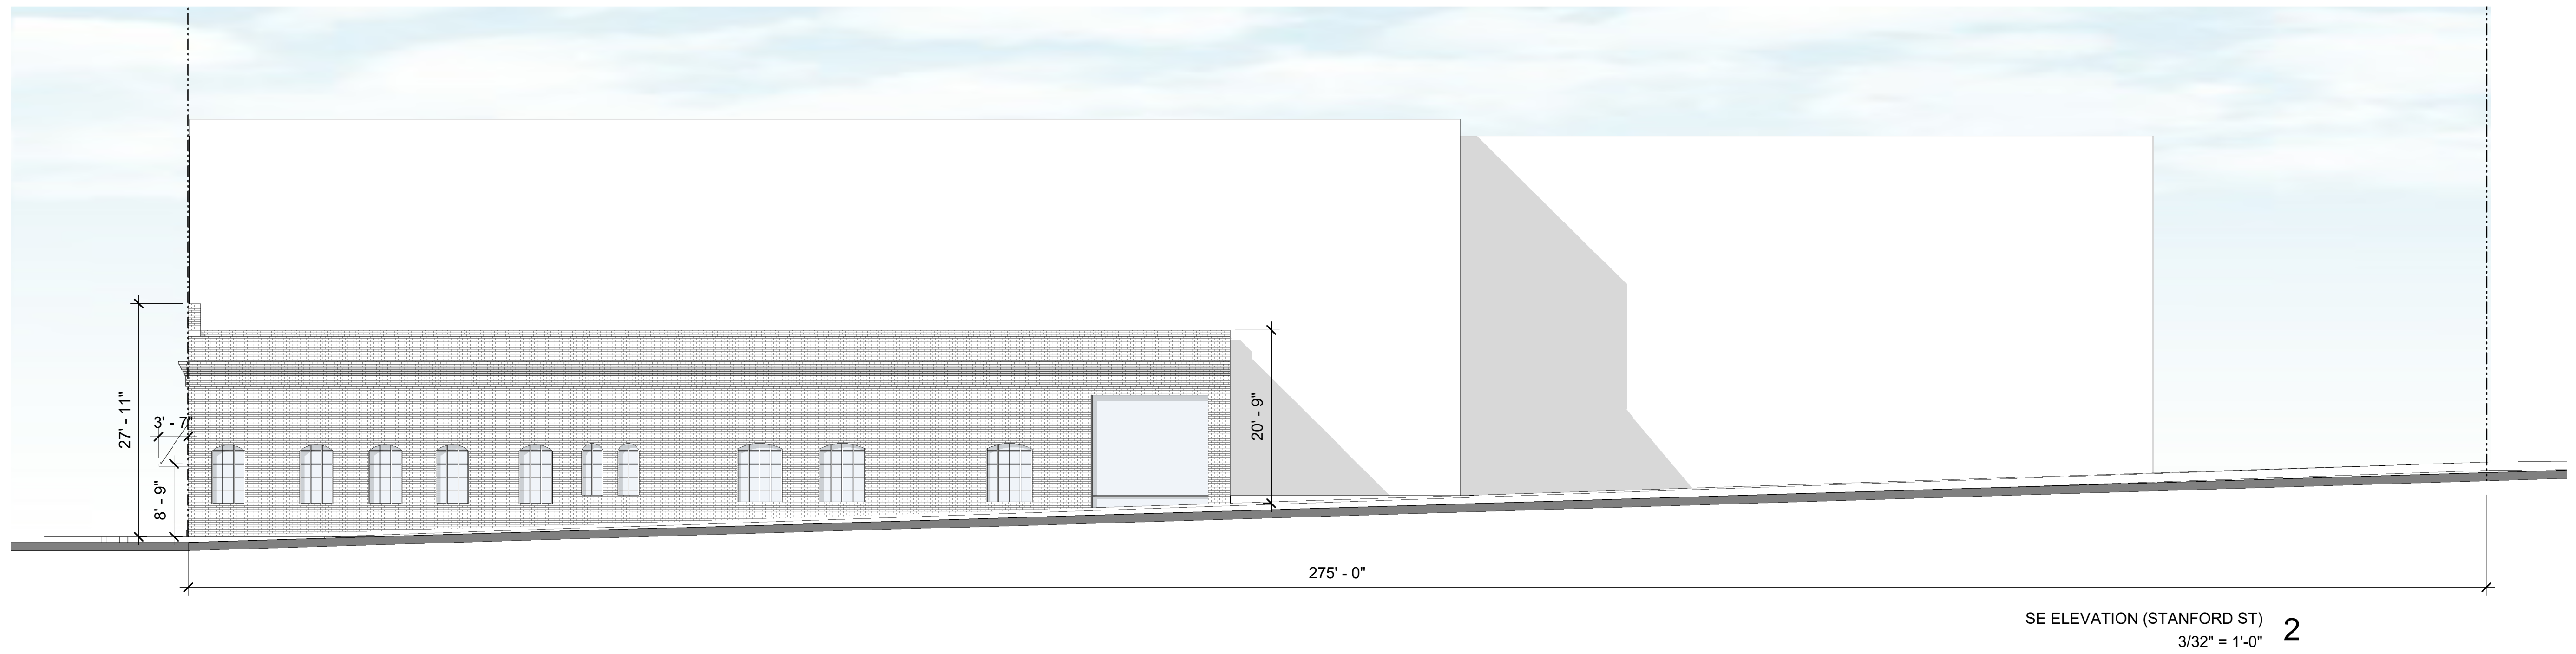 27' - 11"
3' - 7"
8' - 9"
20' - 9"
275' - 0"
SE ELEVATION (STANFORD ST)
3/32" = 1'-0"
2